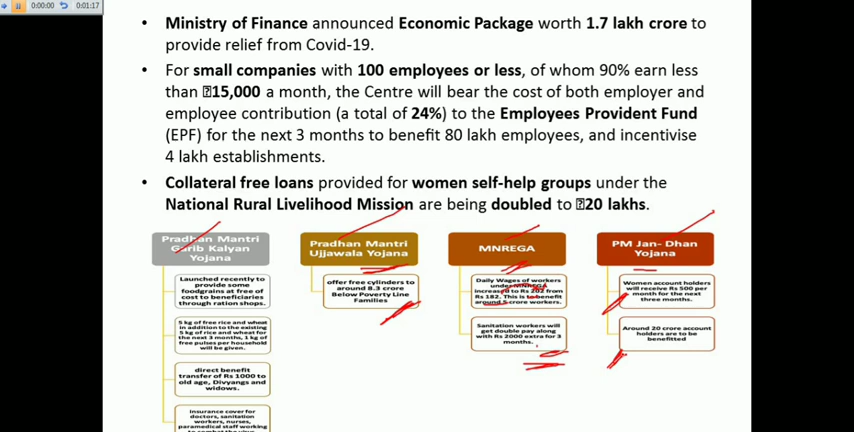 0:00:00 0:01:17
• Ministry of Finance announced Economic Package worth 1.7 lakh crore to
provide relief from Covid-19.
• For small companies with 100 employees or less, of whom 90% earn less
than 15,000 a month, the Centre will bear the cost of both employer and
employee contribution (a total of 24%) to the Employees Provident Fund
(EPF) for the next 3 months to benefit 80 lakh employees, and incentivise
4 lakh establishments.
• Collateral free loans provided for women self-help groups under the
National Rural Livelihood Mission are being doubled to 20 lakhs.
Pradhan Mantri
Garib Kalyan
Yojana
Launched recently to
provide some
foodgrains at free of
cost to beneficiaries
through ration shops.
5 kg of free rice and wheat
in addition to the existing
5 kg of rice and wheat for
the next 3 months, 1 kg of
free pulses per household
will be given.
direct benefit
transfer of Rs 1000 to
old age, Divyangs and
widows.
insurance cover for
doctors, sanitation
workers, nurses,
paramedical staff working
to combat the virus
Pradhan Mantri
Ujjawala Yojana
offer free cylinders to
around 8.3 crore
Below Poverty Line
Families
MNREGA
Daily Wages of workers
under MNREGA
increased to Rs 202 from
Rs 182. This is to benefit
around 5 crore workers.
Sanitation workers will
get double pay along
with Rs 2000 extra for 3
months.
PM Jan- Dhan
Yojana
Women account holders
will receive Rs 500 per
month for the next
three months.
Around 20 crore account
holders are to be
benefitted